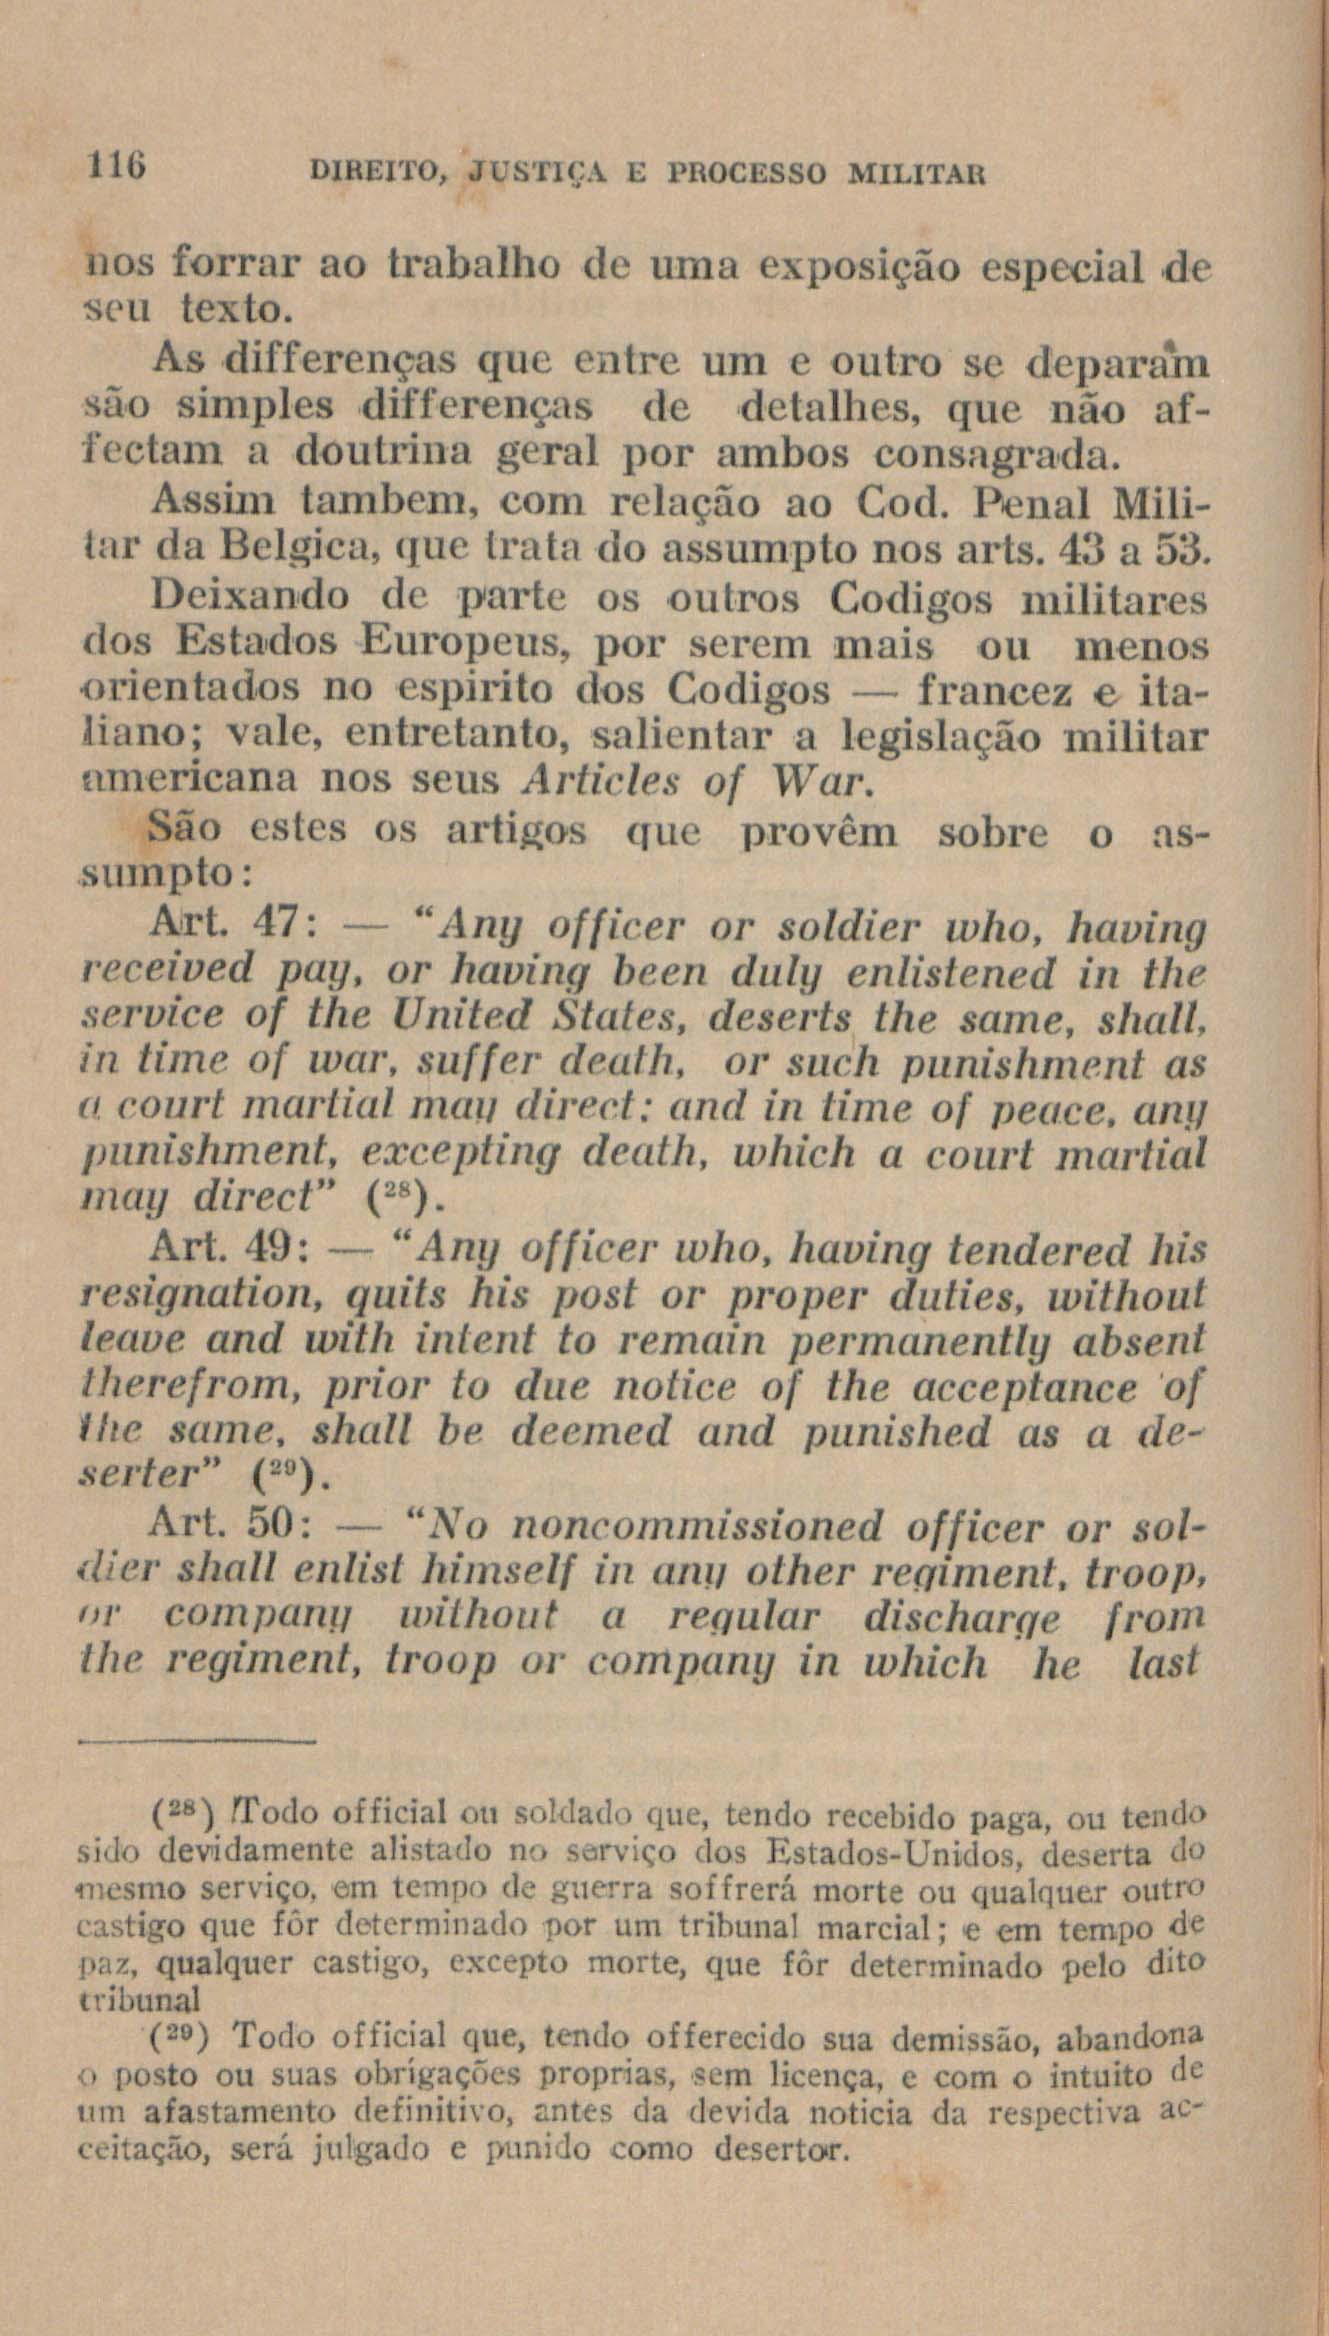 116 DIREITO, JUSTIÇA E PROCESSO MILITAR
nos forrar ao trabalho de uma exposição especial de
seu texto.
As differenças que entre um e outro se deparam
são simples differenças de detalhes, que não af-
fectam a doutrina geral por ambos consagrada.
Assim tambem, com relação ao Cod. Penal Mili-
tar da Belgica, que trata do assumpto nos arts. 43 a 53.
Deixando de parte os outros Codigos militares
dos Estados Europeus, por serem mais ou menos
orientados no espirito dos Codigos — francez e ita-
liano; vale, entretanto, salientar a legislação militar
americana nos seus Articles of War.
São estes os artigos que provêm sobre o as-
sumpto:
Art. 47: — “Any officer or soldier who, having
received pay, or having been duly enlistened in the
service of the United States, deserts the same, shall,
in time of war, suffer death, or such punishment as
a court martial may direct: and in time of peace, any
punishment, excepting death, which a court martial
may direct” (²⁸).
Art. 49: — “Any officer who, having tendered his
resignation, quits his post or proper duties, without
leave and with intent to remain permanently absent
therefrom, prior to due notice of the acceptance of
the same, shall be deemed and punished as a de-
serter” (²⁹).
Art. 50: — “No noncommissioned officer or sol-
dier shall enlist himself in any other regiment, troop,
or company without a regular discharge from
the regiment, troop or company in which he last
(²⁸) Todo official ou soldado que, tendo recebido paga, ou tendo
sido devidamente alistado no serviço dos Estados-Unidos, deserta do
mesmo serviço, em tempo de guerra soffrerá morte ou qualquer outro
castigo que fôr determinado por um tribunal marcial; e em tempo de
paz, qualquer castigo, excepto morte, que fôr determinado pelo dito
tribunal
(²⁹) Todo official que, tendo offerecido sua demissão, abandona
o posto ou suas obrigações proprias, sem licença, e com o intuito de
um afastamento definitivo, antes da devida noticia da respectiva ac-
ceitação, será julgado e punido como desertor.